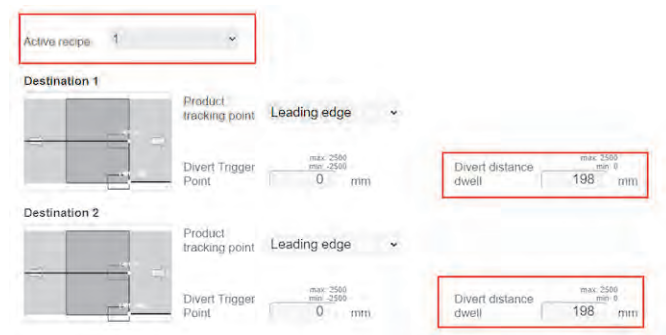 Active recipe 1
Destination 1
Product
tracking point Leading edge
max: 2500
min: -2500
Divert Trigger
Point 0 mm
max: 2500
min: 0
Divert distance
dwell 198 mm
Destination 2
Product
tracking point Leading edge
max: 2500
min: -2500
Divert Trigger
Point 0 mm
max: 2500
min: 0
Divert distance
dwell 198 mm